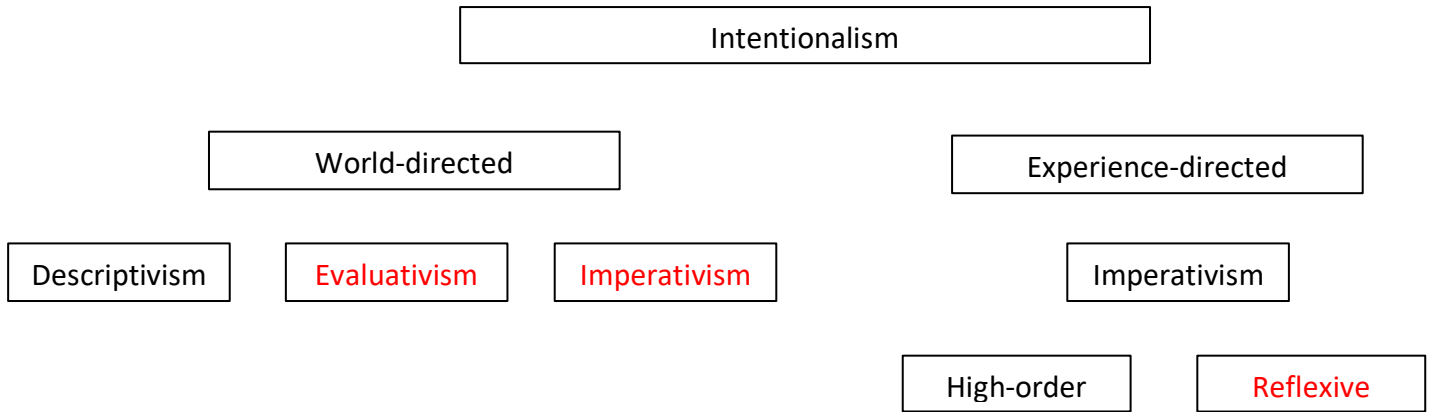 Intentionalism
World-directed
Experience-directed
Descriptivism
Evaluativism
Imperativism
Imperativism
High-order
Reflexive